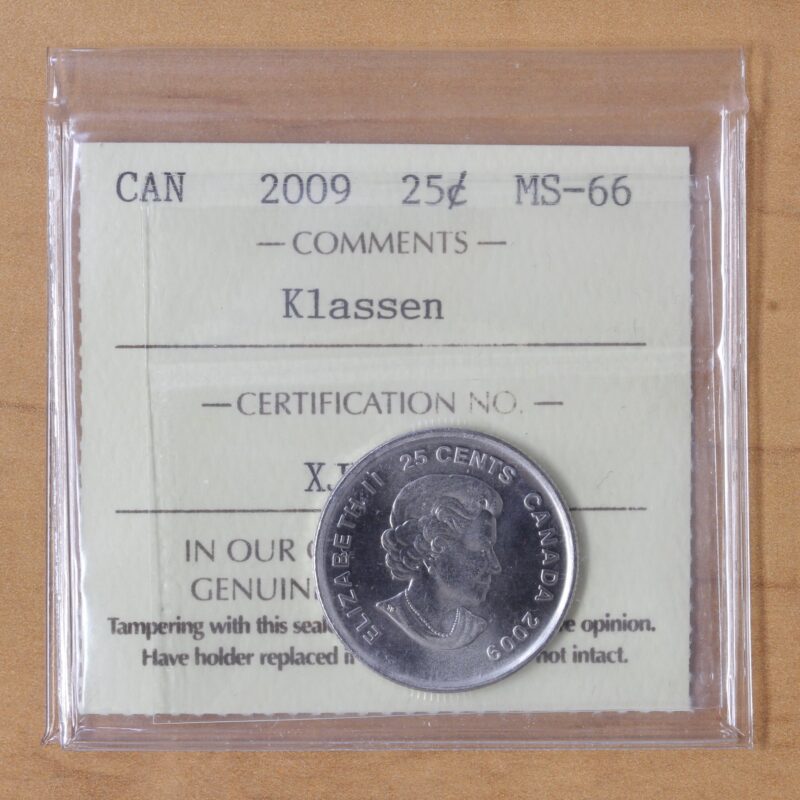 CAN 2009 25¢ MS-66
— COMMENTS —
Klassen
— CERTIFICATION NO. —
XJ
IN OUR
GENUIN
Tampering with this seal e opinion.
Have holder replaced not intact.
ELIZABETH II 25 CENTS CANADA 2009